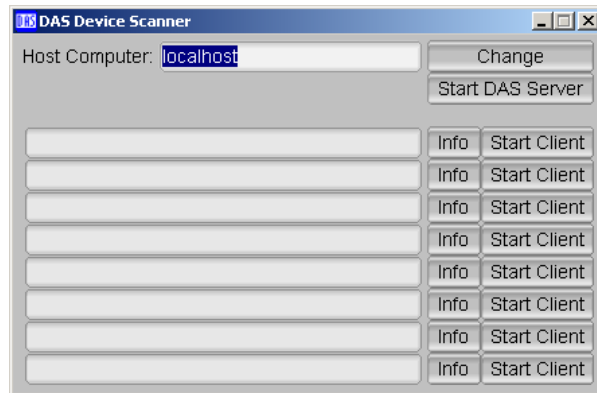 DAS DAS Device Scanner
Host Computer: localhost Change
Start DAS Server
Info Start Client
Info Start Client
Info Start Client
Info Start Client
Info Start Client
Info Start Client
Info Start Client
Info Start Client